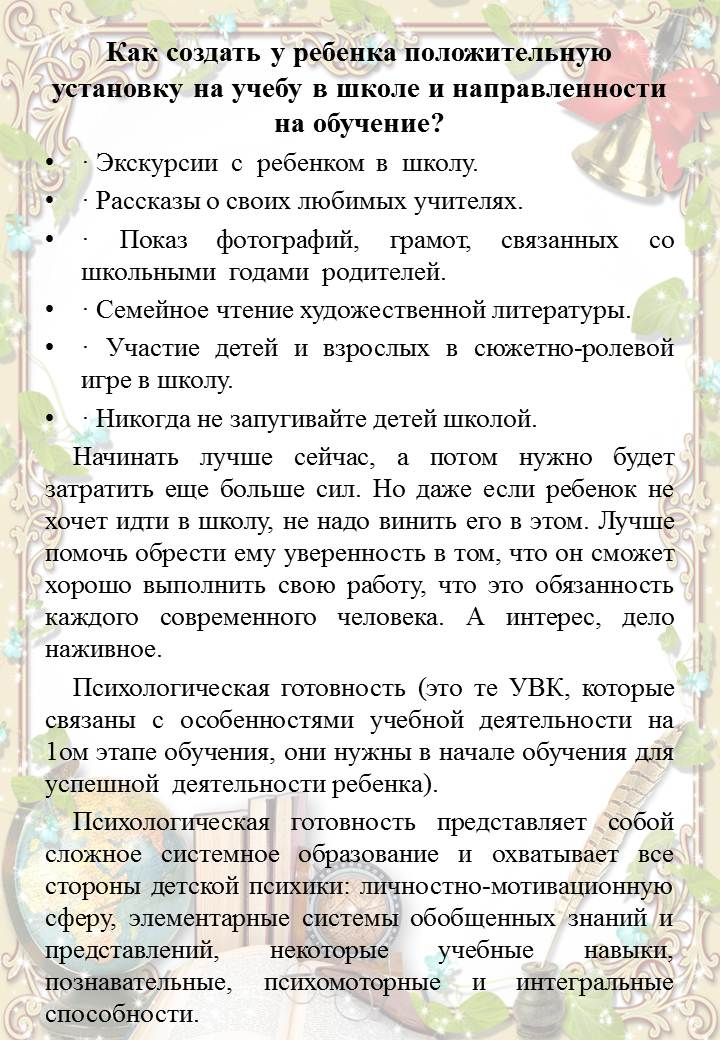 Как создать у ребенка положительную
установку на учебу в школе и направленности
на обучение?
• · Экскурсии с ребенком в школу.
• · Рассказы о своих любимых учителях.
• · Показ фотографий, грамот, связанных со
школьными годами родителей.
• · Семейное чтение художественной литературы.
• · Участие детей и взрослых в сюжетно-ролевой
игре в школу.
• · Никогда не запугивайте детей школой.
Начинать лучше сейчас, а потом нужно будет
затратить еще больше сил. Но даже если ребенок не
хочет идти в школу, не надо винить его в этом. Лучше
помочь обрести ему уверенность в том, что он сможет
хорошо выполнить свою работу, что это обязанность
каждого современного человека. А интерес, дело
наживное.
Психологическая готовность (это те УВК, которые
связаны с особенностями учебной деятельности на
1ом этапе обучения, они нужны в начале обучения для
успешной деятельности ребенка).
Психологическая готовность представляет собой
сложное системное образование и охватывает все
стороны детской психики: личностно-мотивационную
сферу, элементарные системы обобщенных знаний и
представлений, некоторые учебные навыки,
познавательные, психомоторные и интегральные
способности.